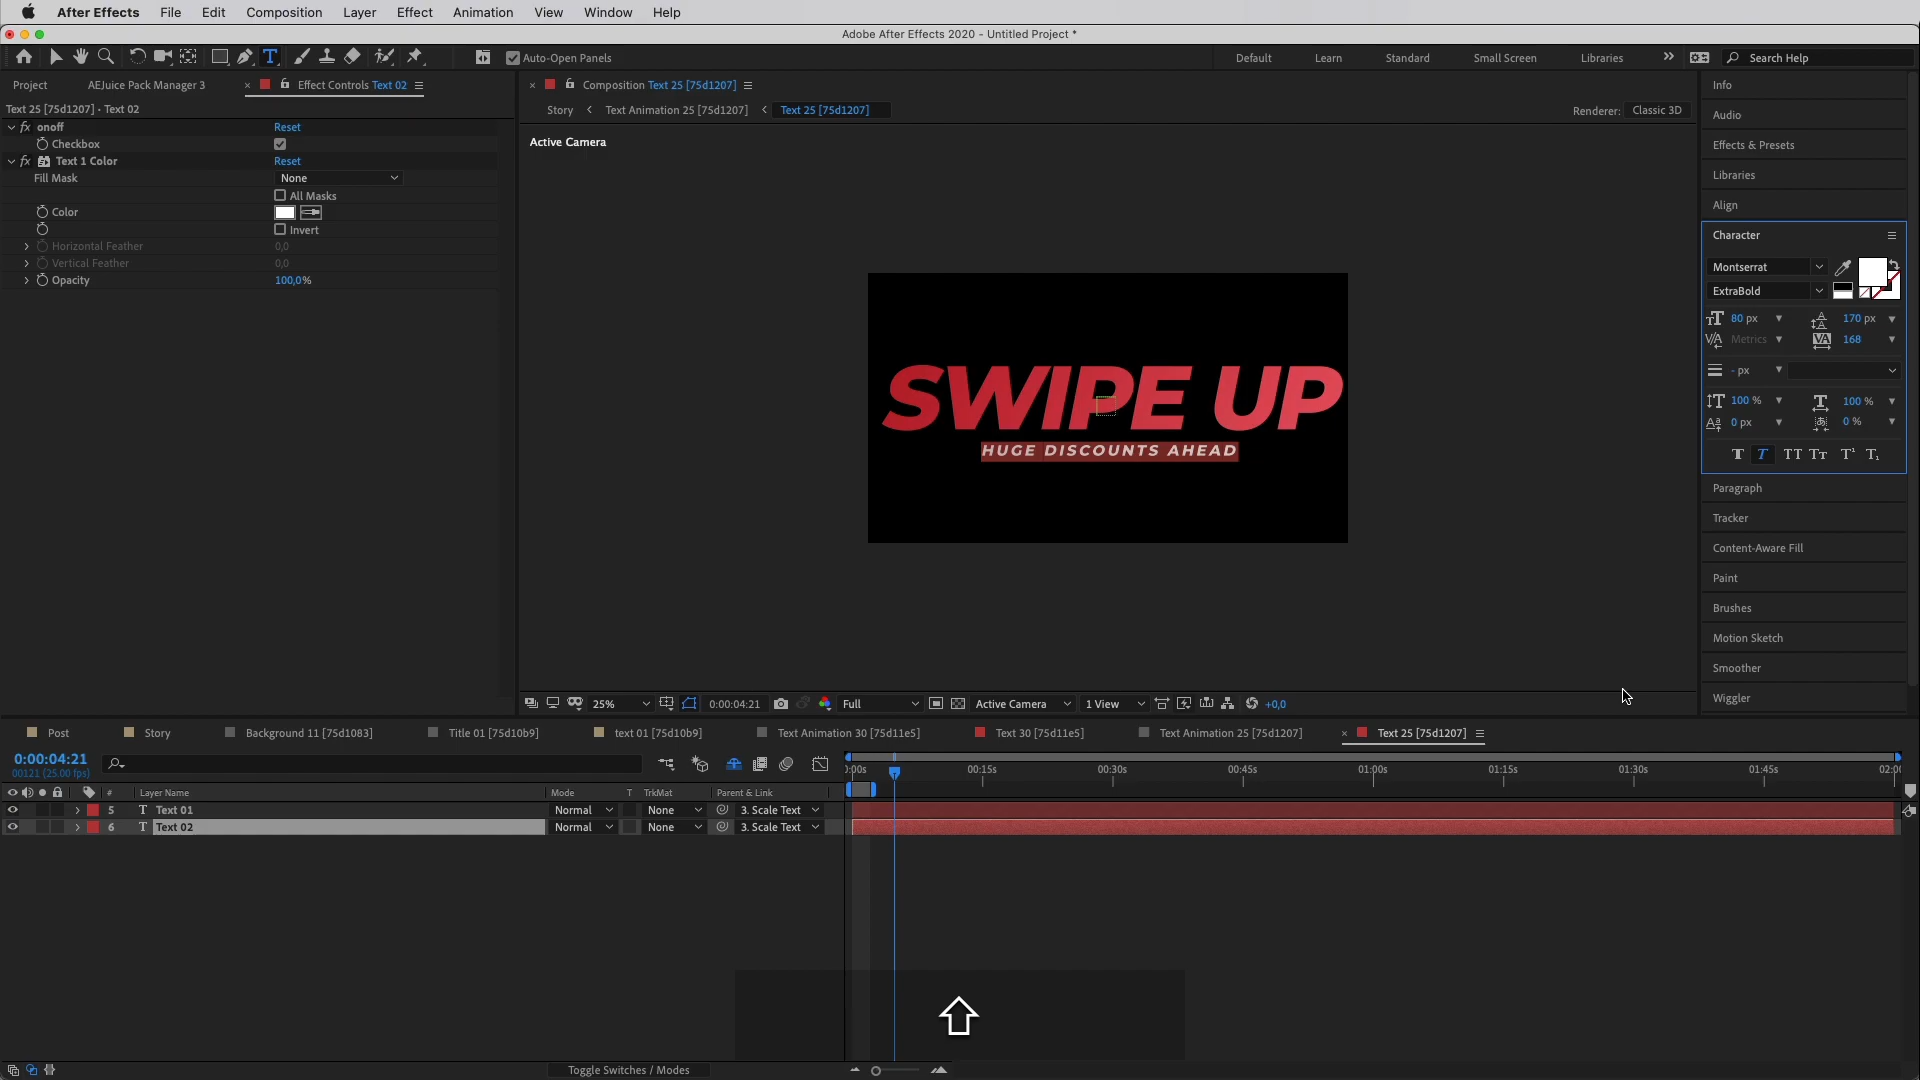 After Effects File Edit Composition Layer Effect Animation View Window Help
Adobe After Effects 2020 - Untitled Project *
Auto-Open Panels Default Learn Standard Small Screen Libraries » Search Help
Project AEJuice Pack Manager 3 × Effect Controls Text 02
Text 25 [75d1207] • Text 02
fx onoff Reset
Checkbox
fx Text 1 Color Reset
Fill Mask None
All Masks
Color
Invert
Horizontal Feather 0,0
Vertical Feather 0,0
Opacity 100,0%
× Composition Text 25 [75d1207]
Story < Text Animation 25 [75d1207] < Text 25 [75d1207] Renderer: Classic 3D
Active Camera
SWIPE UP
HUGE DISCOUNTS AHEAD
25% 0:00:04:21 Full Active Camera 1 View +0,0
Info
Audio
Effects & Presets
Libraries
Align
Character
Montserrat
ExtraBold
80 px 170 px
Metrics 168
- px
100 % 100 %
0 px 0 %
T T TT Tт T¹ T₁
Paragraph
Tracker
Content-Aware Fill
Paint
Brushes
Motion Sketch
Smoother
Wiggler
Post Story Background 11 [75d1083] Title 01 [75d10b9] text 01 [75d10b9] Text Animation 30 [75d11e5] Text 30 [75d11e5] Text Animation 25 [75d1207] × Text 25 [75d1207]
0:00:04:21
00121 (25.00 fps)
00:15s 00:30s 00:45s 01:00s 01:15s 01:30s 01:45s
# Layer Name Mode T TrkMat Parent & Link
5 T Text 01 Normal None 3. Scale Text
6 T Text 02 Normal None 3. Scale Text
Toggle Switches / Modes